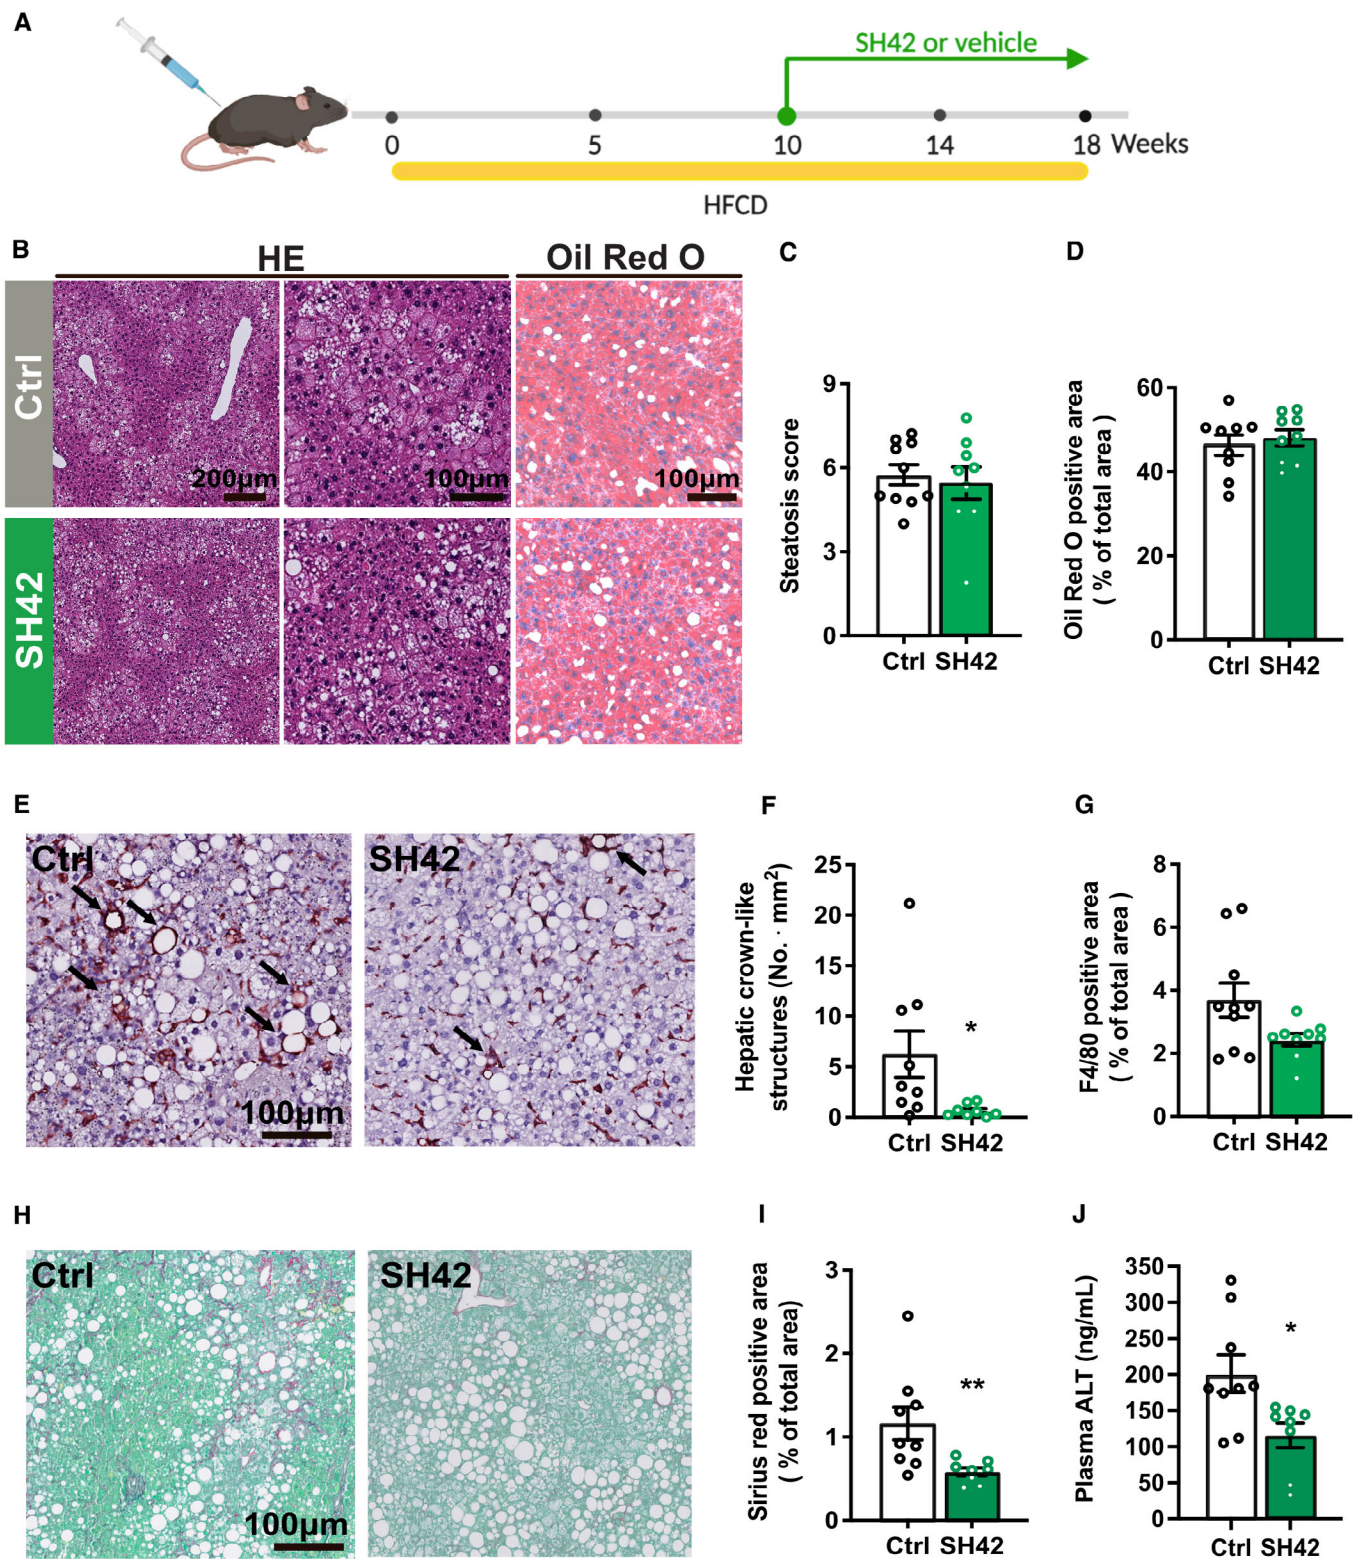 A
SH42 or vehicle
0 5 10 14 18 Weeks
HFCD
B
HE
Oil Red O
Ctrl
200µm
100µm
100µm
SH42
C
Steatosis score
9
6
3
0
Ctrl SH42
D
Oil Red O positive area
( % of total area )
60
40
20
0
Ctrl SH42
E
Ctrl
100µm
SH42
F
Hepatic crown-like
structures (No. · mm²)
25
20
15
10
5
0
*
Ctrl SH42
G
F4/80 positive area
( % of total area )
8
6
4
2
0
Ctrl SH42
H
Ctrl
100µm
SH42
I
Sirius red positive area
( % of total area)
3
2
1
0
**
Ctrl SH42
J
Plasma ALT (ng/mL)
350
300
250
200
150
100
50
0
*
Ctrl SH42